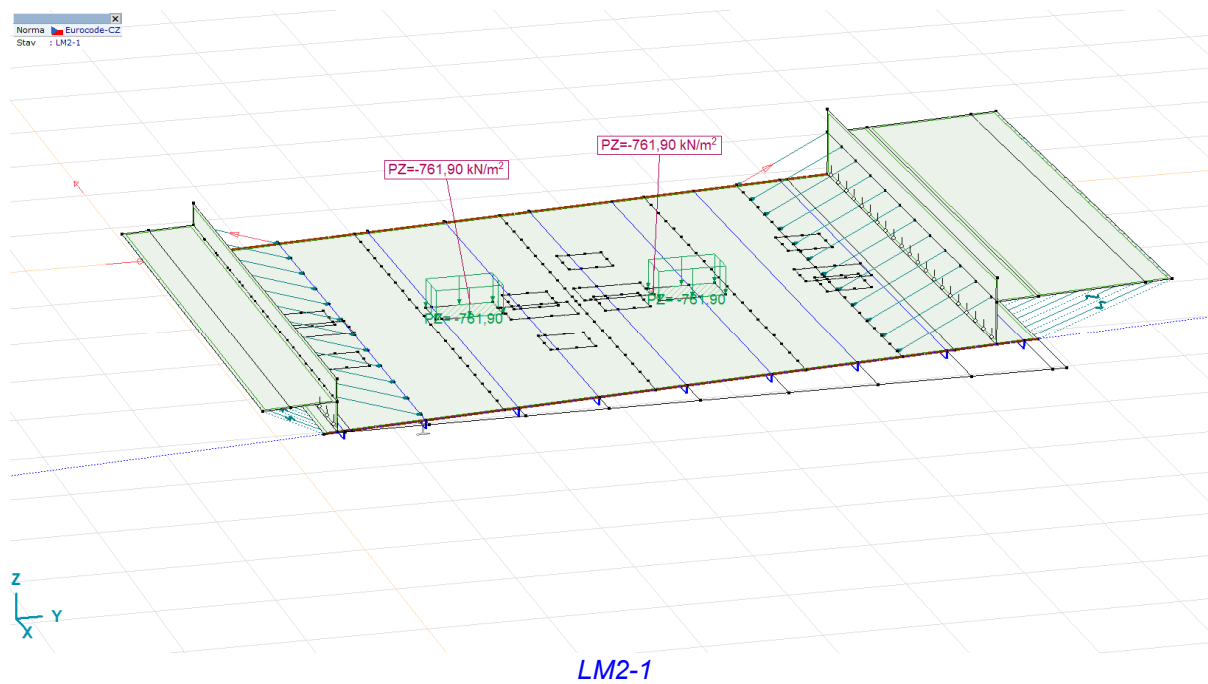 Norma Eurocode-CZ
Stav : LM2-1
PZ=-761,90 kN/m²
PZ=-761,90 kN/m²
PZ=-761,90
PZ=-761,90
Z
Y
X
LM2-1